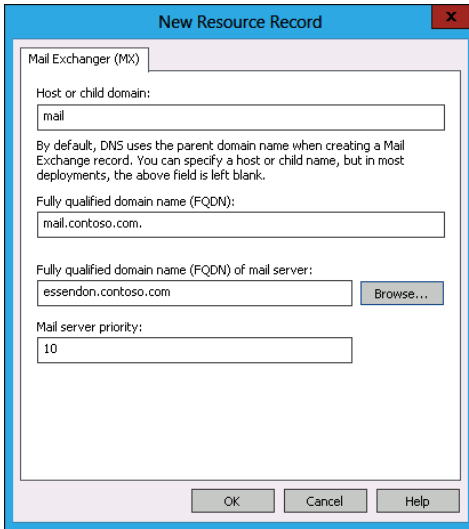 New Resource Record
x
Mail Exchanger (MX)
Host or child domain:
mail
By default, DNS uses the parent domain name when creating a Mail
Exchange record. You can specify a host or child name, but in most
deployments, the above field is left blank.
Fully qualified domain name (FQDN):
mail.contoso.com.
Fully qualified domain name (FQDN) of mail server:
essendon.contoso.com
Browse...
Mail server priority:
10
OK
Cancel
Help